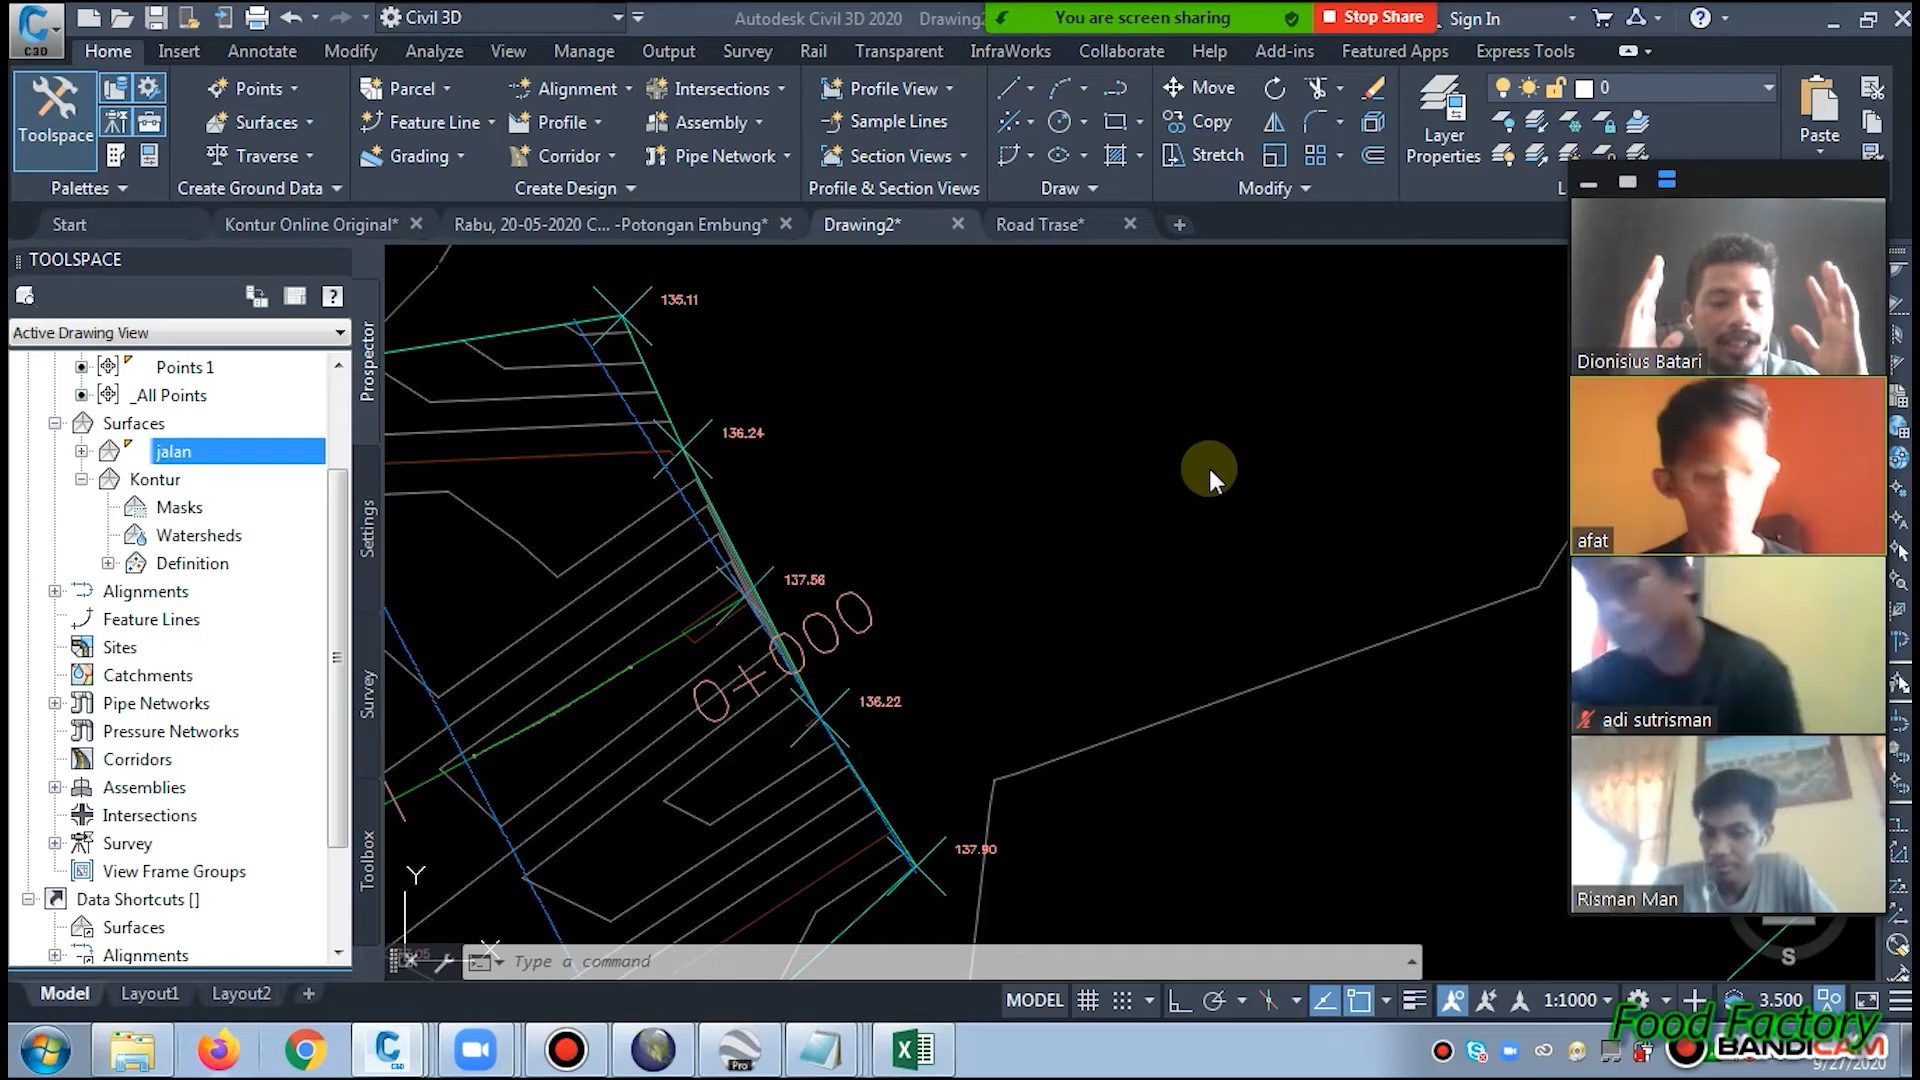 Civil 3D
Autodesk Civil 3D 2020
You are screen sharing
Stop Share
Sign In
C3D
Home
Insert
Annotate
Modify
Analyze
View
Manage
Output
Survey
Rail
Transparent
InfraWorks
Collaborate
Help
Add-ins
Featured Apps
Express Tools
Toolspace
Points
Surfaces
Traverse
Parcel
Feature Line
Grading
Alignment
Profile
Corridor
Intersections
Assembly
Pipe Network
Profile View
Sample Lines
Section Views
Move
Copy
Stretch
Layer
Properties
0
Paste
Palettes
Create Ground Data
Create Design
Profile & Section Views
Draw
Modify
Start
Kontur Online Original*
Rabu, 20-05-2020 C... -Potongan Embung*
Drawing2*
Road Trase*
TOOLSPACE
Active Drawing View
Points 1
_All Points
Surfaces
jalan
Kontur
Masks
Watersheds
Definition
Alignments
Feature Lines
Sites
Catchments
Pipe Networks
Pressure Networks
Corridors
Assemblies
Intersections
Survey
View Frame Groups
Data Shortcuts []
Surfaces
Alignments
Prospector
Settings
Survey
Toolbox
135.11
136.24
137.56
0+000
136.22
137.90
Y
X
S
Dionisius Batari
afat
adi sutrisman
Risman Man
Type a command
Model
Layout1
Layout2
MODEL
1:1000
3.500
Food Factory
BANDICAM
9/27/2020
Pro